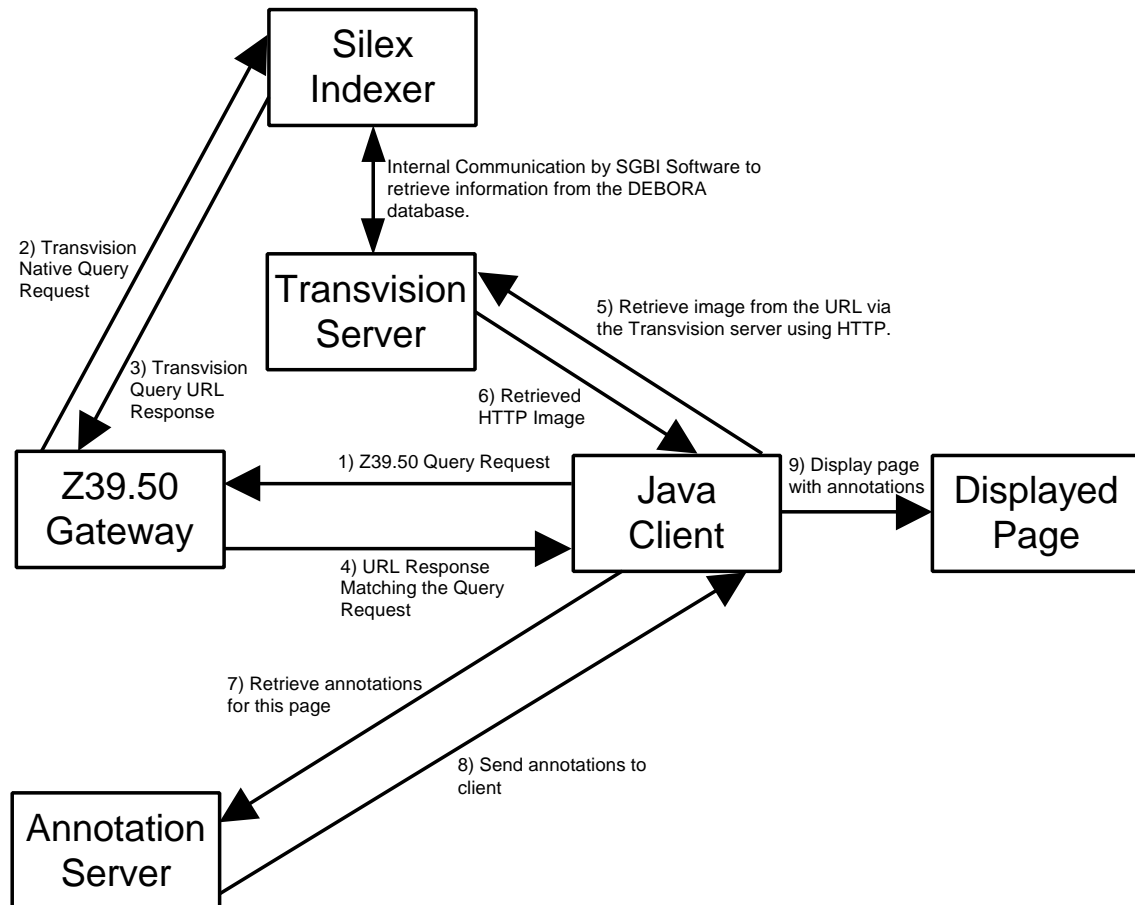 Silex
Indexer
Internal Communication by SGBI Software to
retrieve information from the DEBORA
database.
2) Transvision
Native Query
Request
Transvision
Server
5) Retrieve image from the URL via
the Transvision server using HTTP.
3) Transvision
Query URL
Response
6) Retrieved
HTTP Image
Z39.50
Gateway
1) Z39.50 Query Request
Java
Client
9) Display page
with annotations
Displayed
Page
4) URL Response
Matching the Query
Request
7) Retrieve annotations
for this page
8) Send annotations to
client
Annotation
Server